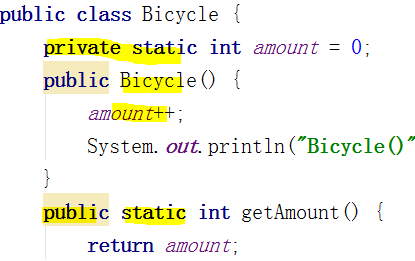 public class Bicycle {
private static int amount = 0;
public Bicycle() {
amount++;
System.out.println("Bicycle()"
}
public static int getAmount() {
return amount;